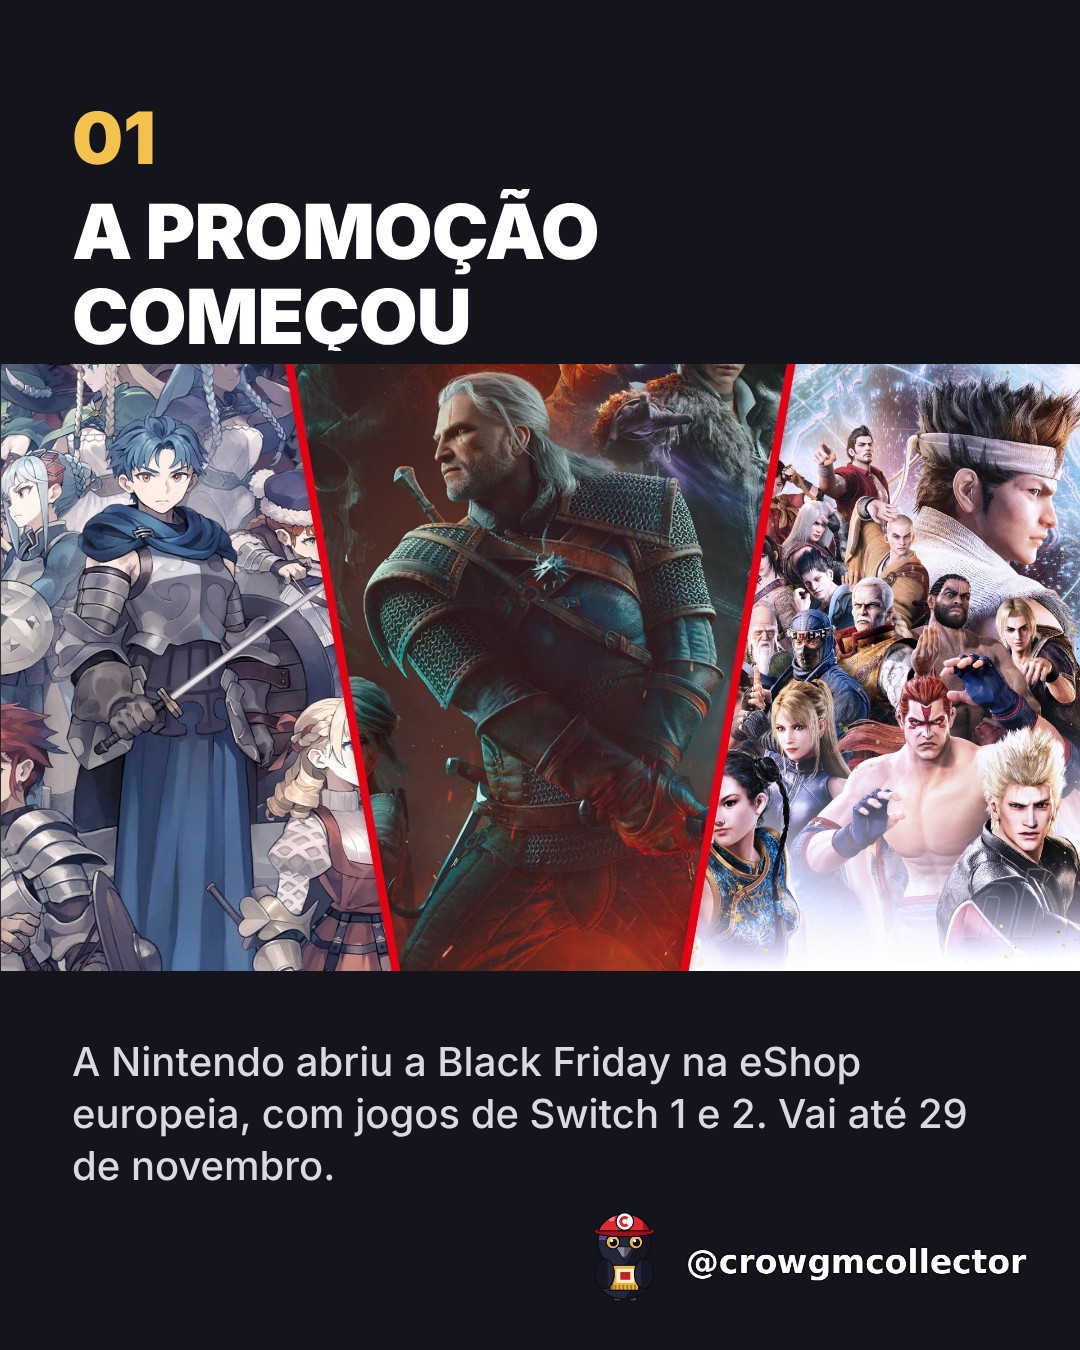 01
A PROMOÇÃO
COMEÇOU
A Nintendo abriu a Black Friday na eShop
europeia, com jogos de Switch 1 e 2. Vai até 29
de novembro.
C
@crowgmcollector